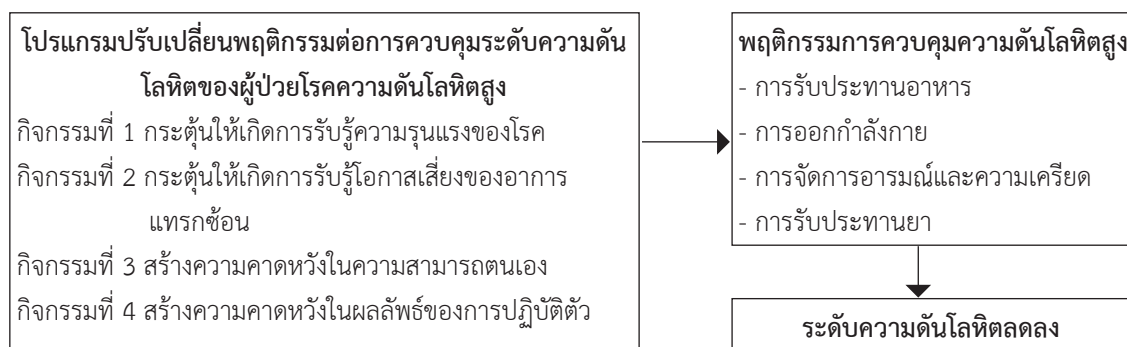 โปรแกรมปรับเปลี่ยนพฤติกรรมต่อการควบคุมระดับความดัน
โลหิตของผู้ป่วยโรคความดันโลหิตสูง
กิจกรรมที่ 1 กระตุ้นให้เกิดการรับรู้ความรุนแรงของโรค
กิจกรรมที่ 2 กระตุ้นให้เกิดการรับรู้โอกาสเสี่ยงของอาการ
แทรกซ้อน
กิจกรรมที่ 3 สร้างความคาดหวังในความสามารถตนเอง
กิจกรรมที่ 4 สร้างความคาดหวังในผลลัพธ์ของการปฏิบัติตัว
พฤติกรรมการควบคุมความดันโลหิตสูง
- การรับประทานอาหาร
- การออกกำลังกาย
- การจัดการอารมณ์และความเครียด
- การรับประทานยา
ระดับความดันโลหิตลดลง